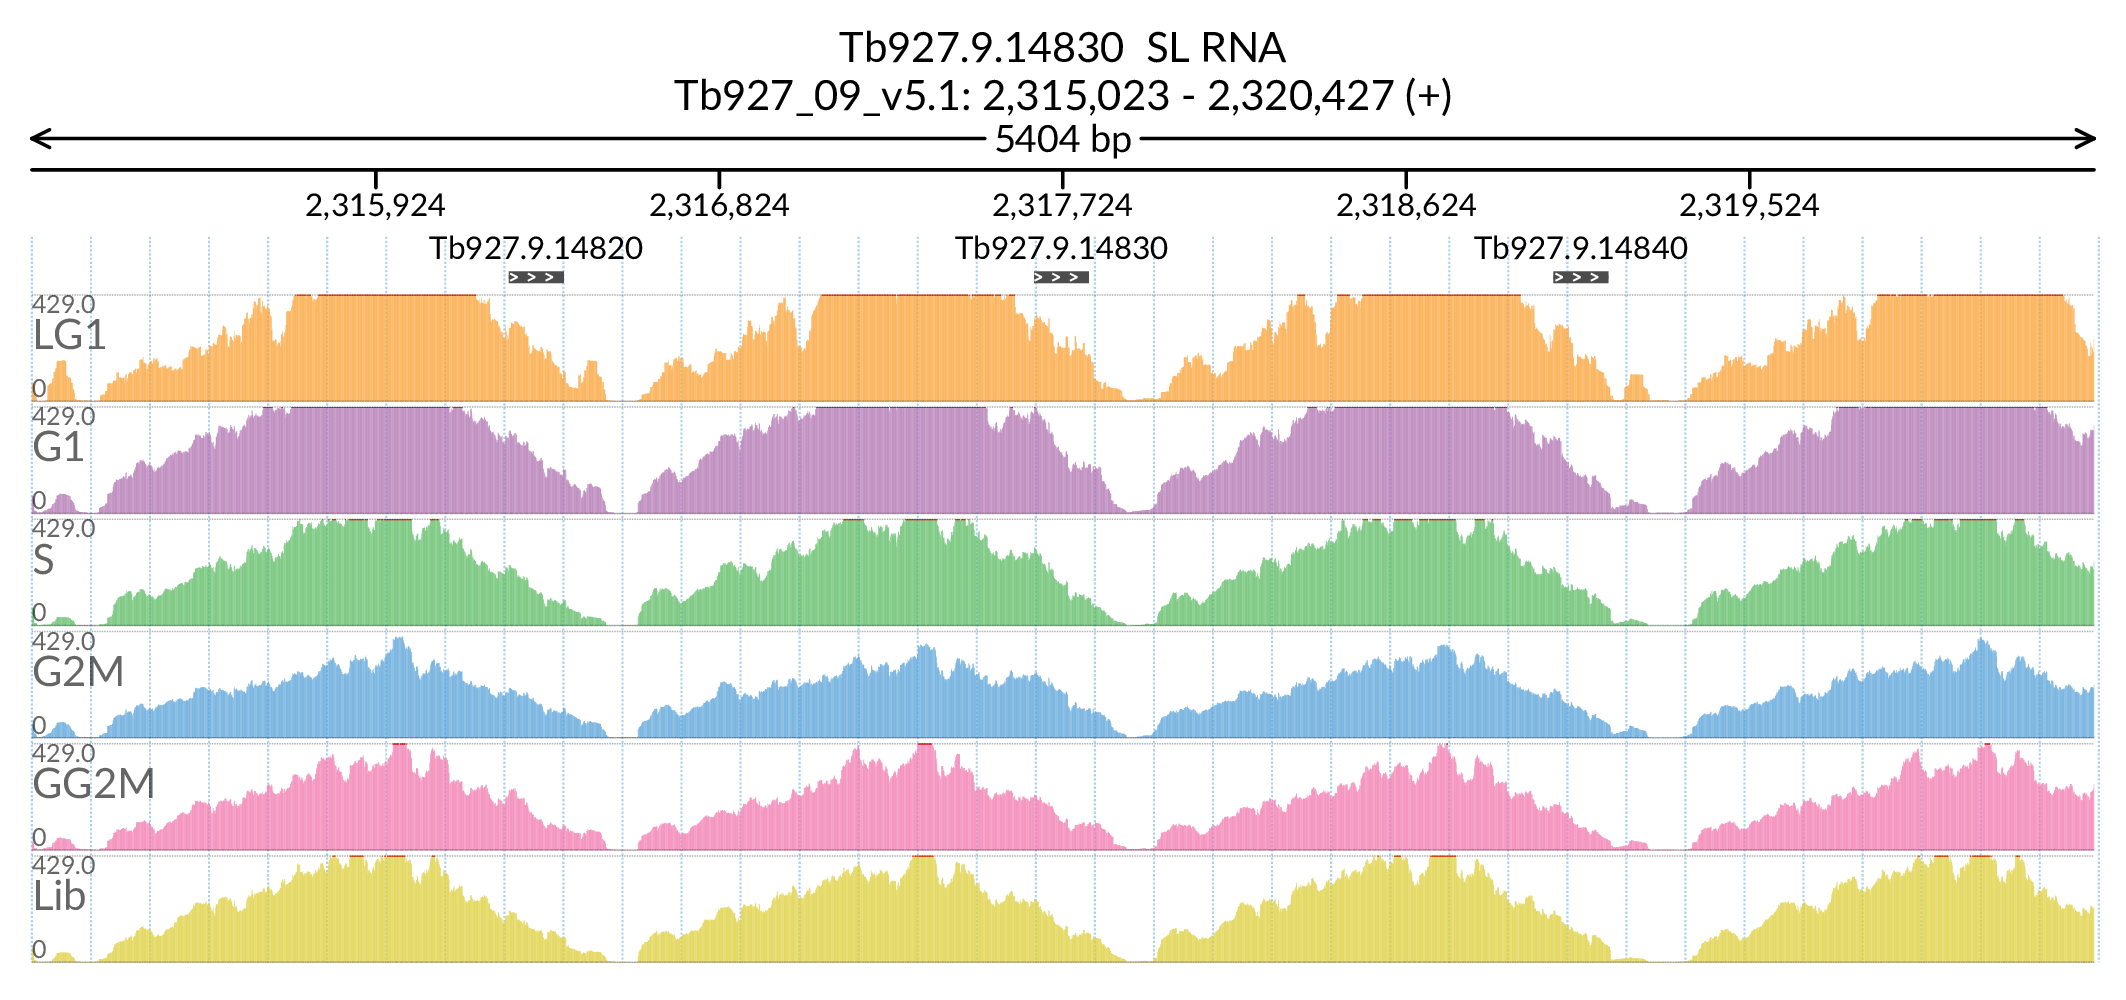 Tb927.9.14830 SL RNA
Tb927_09_v5.1: 2,315,023 - 2,320,427 (+)
5404 bp
2,315,924 2,316,824 2,317,724 2,318,624 2,319,524
Tb927.9.14820 Tb927.9.14830 Tb927.9.14840
> > > > > > > > >
429.0
LG1
0
429.0
G1
0
429.0
S
0
429.0
G2M
0
429.0
GG2M
0
429.0
Lib
0